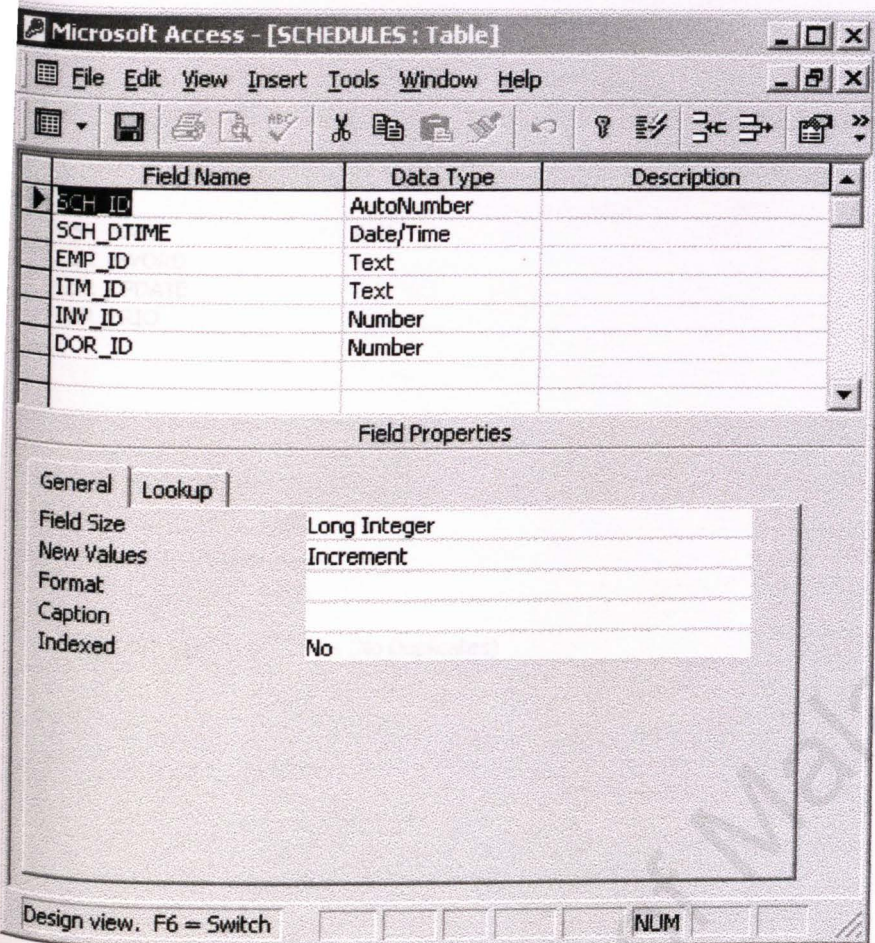 Microsoft Access - [SCHEDULES : Table]
File Edit View Insert Tools Window Help
ABC
Field Name Data Type Description
SCH_ID AutoNumber
SCH_DTIME Date/Time
EMP_ID Text
ITM_ID Text
INV_ID Number
DOR_ID Number
Field Properties
General Lookup
Field Size Long Integer
New Values Increment
Format
Caption
Indexed No
Design view. F6 = Switch NUM